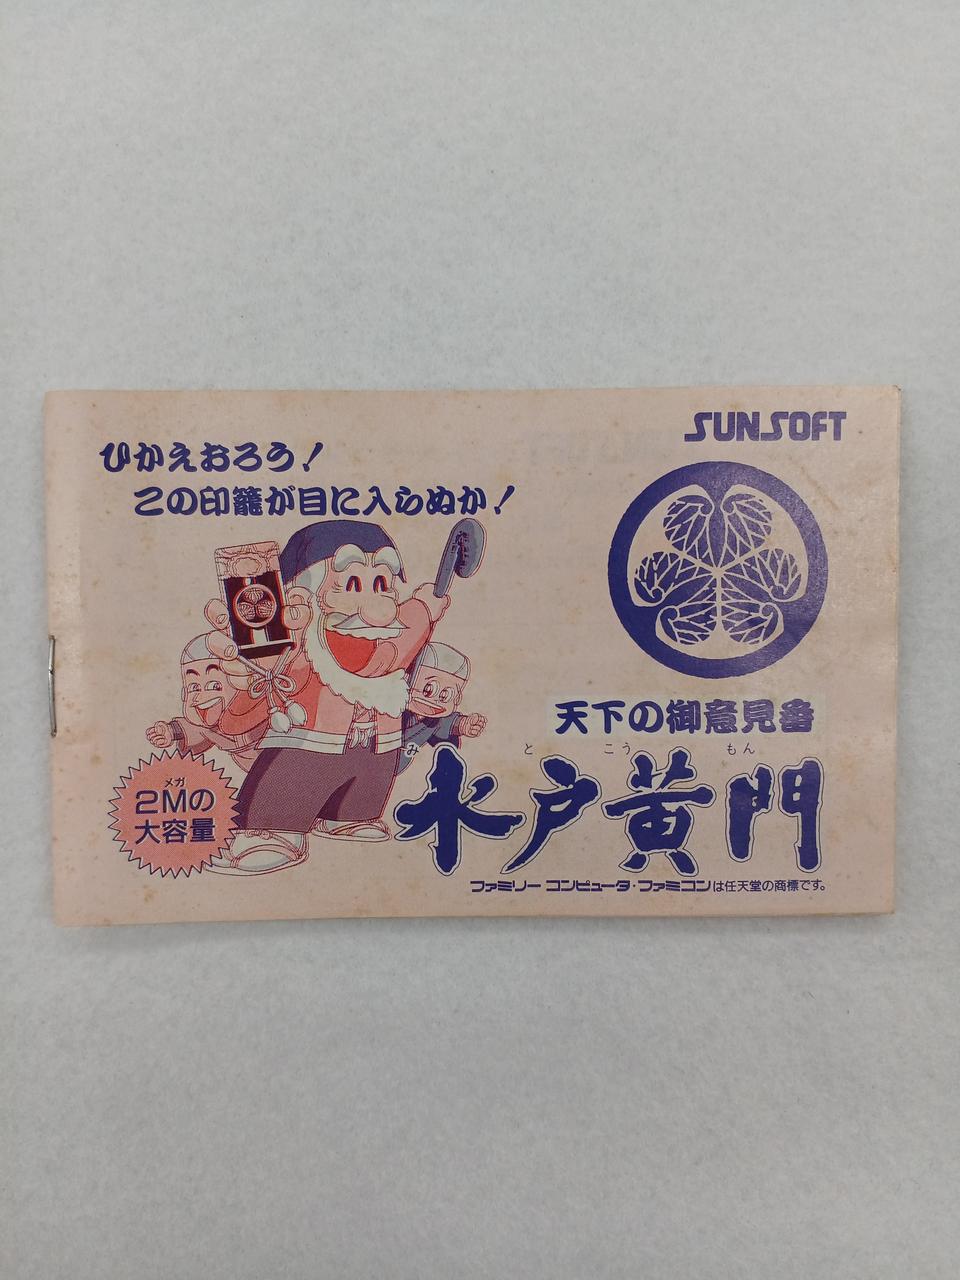 SUNSOFT
ひかえおろう!
この印籠が目に入らぬか!
天下の御意見番
み と こう もん
水戸黄門
メガ
2Mの
大容量
ファミリーコンピュータ・ファミコンは任天堂の商標です。